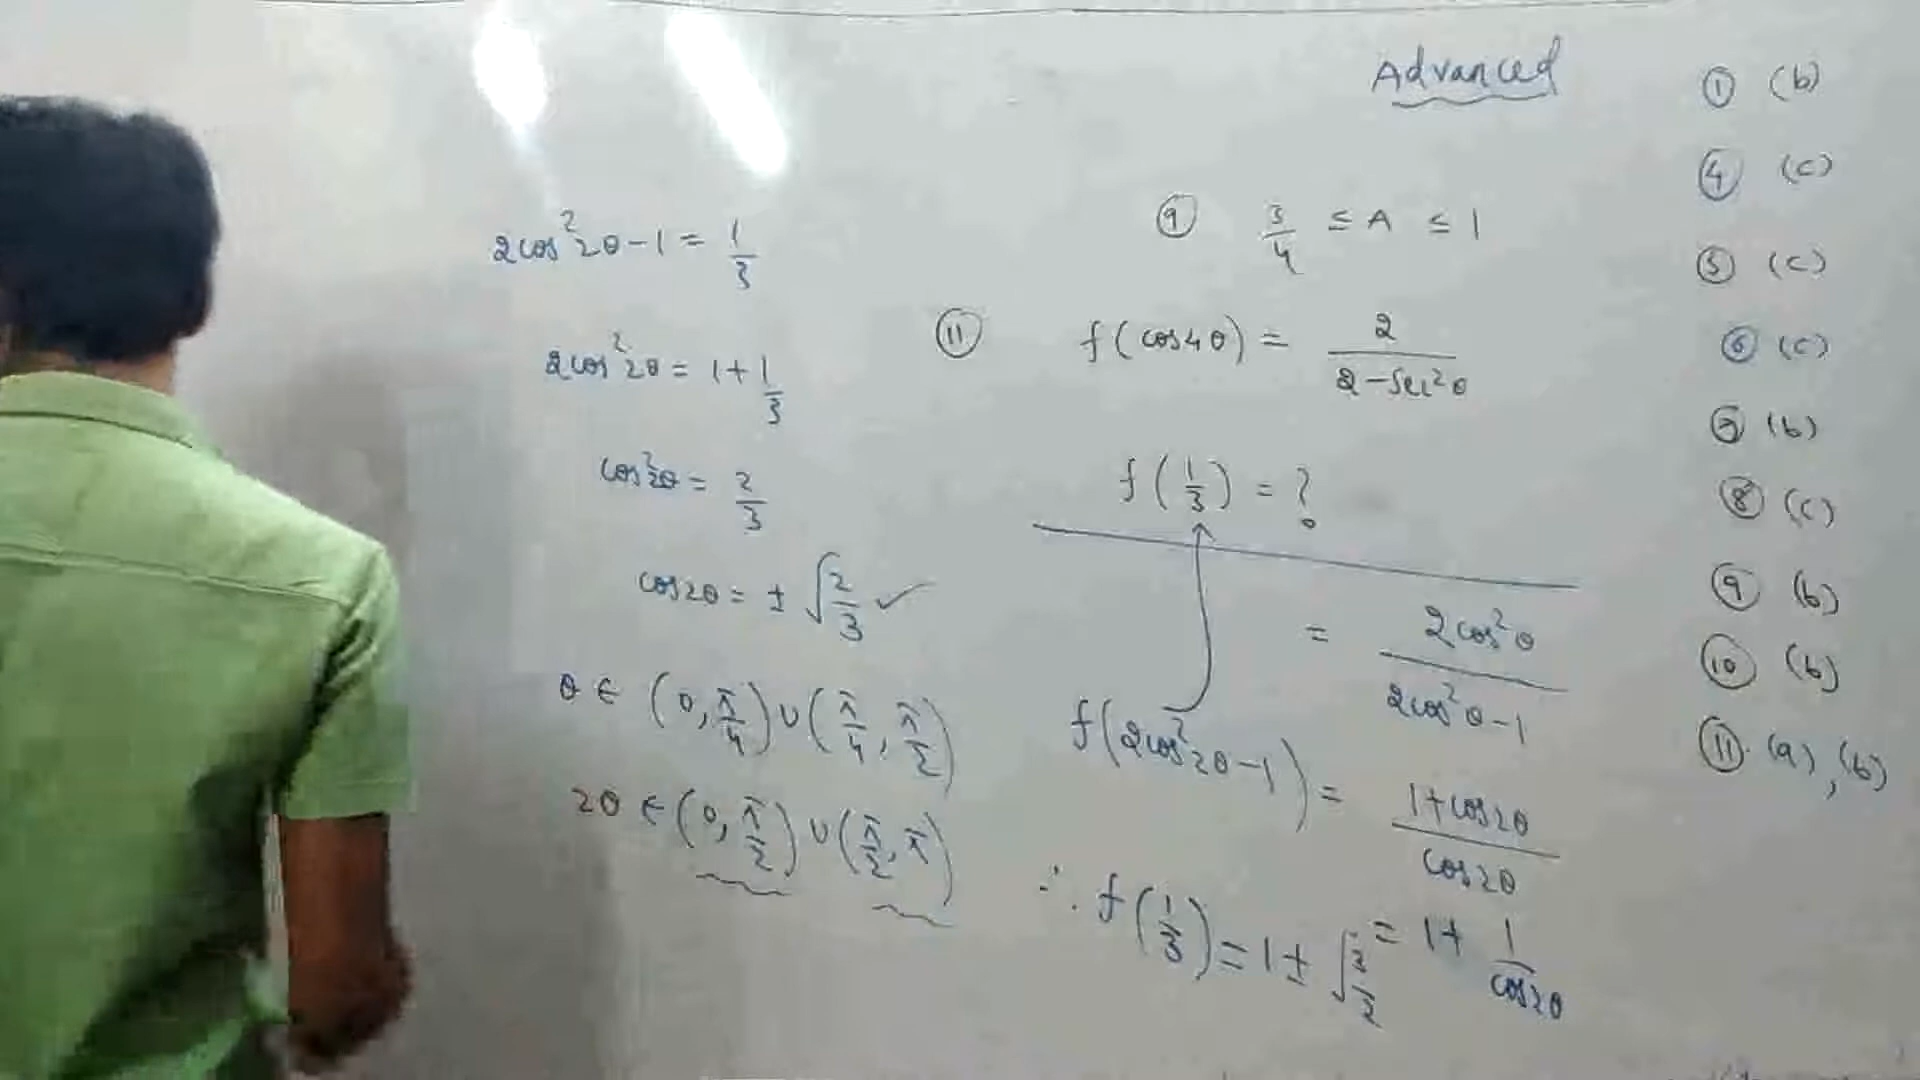 Advanced
2cos²2θ-1 = 1/3
2cos²2θ = 1+1/3
cos²2θ = 2/3
cos2θ = ± √(2/3) ✓
θ ∈ (0, π/4) ∪ (π/4, π/2)
2θ ∈ (0, π/2) ∪ (π/2, π)
⑨ 3/4 ≤ A ≤ 1
⑪ f(cos4θ) = 2/(2-sec²θ)
f(1/3) = ?
= 2cos²θ/(2cos²θ-1)
f(2cos²2θ-1) = (1+cos2θ)/cos2θ
= 1+ 1/cos2θ
∴ f(1/3) = 1 ± √(3/2)
① (b)
④ (c)
⑤ (c)
⑥ (c)
⑦ (b)
⑧ (c)
⑨ (b)
⑩ (b)
⑪ (a), (b)